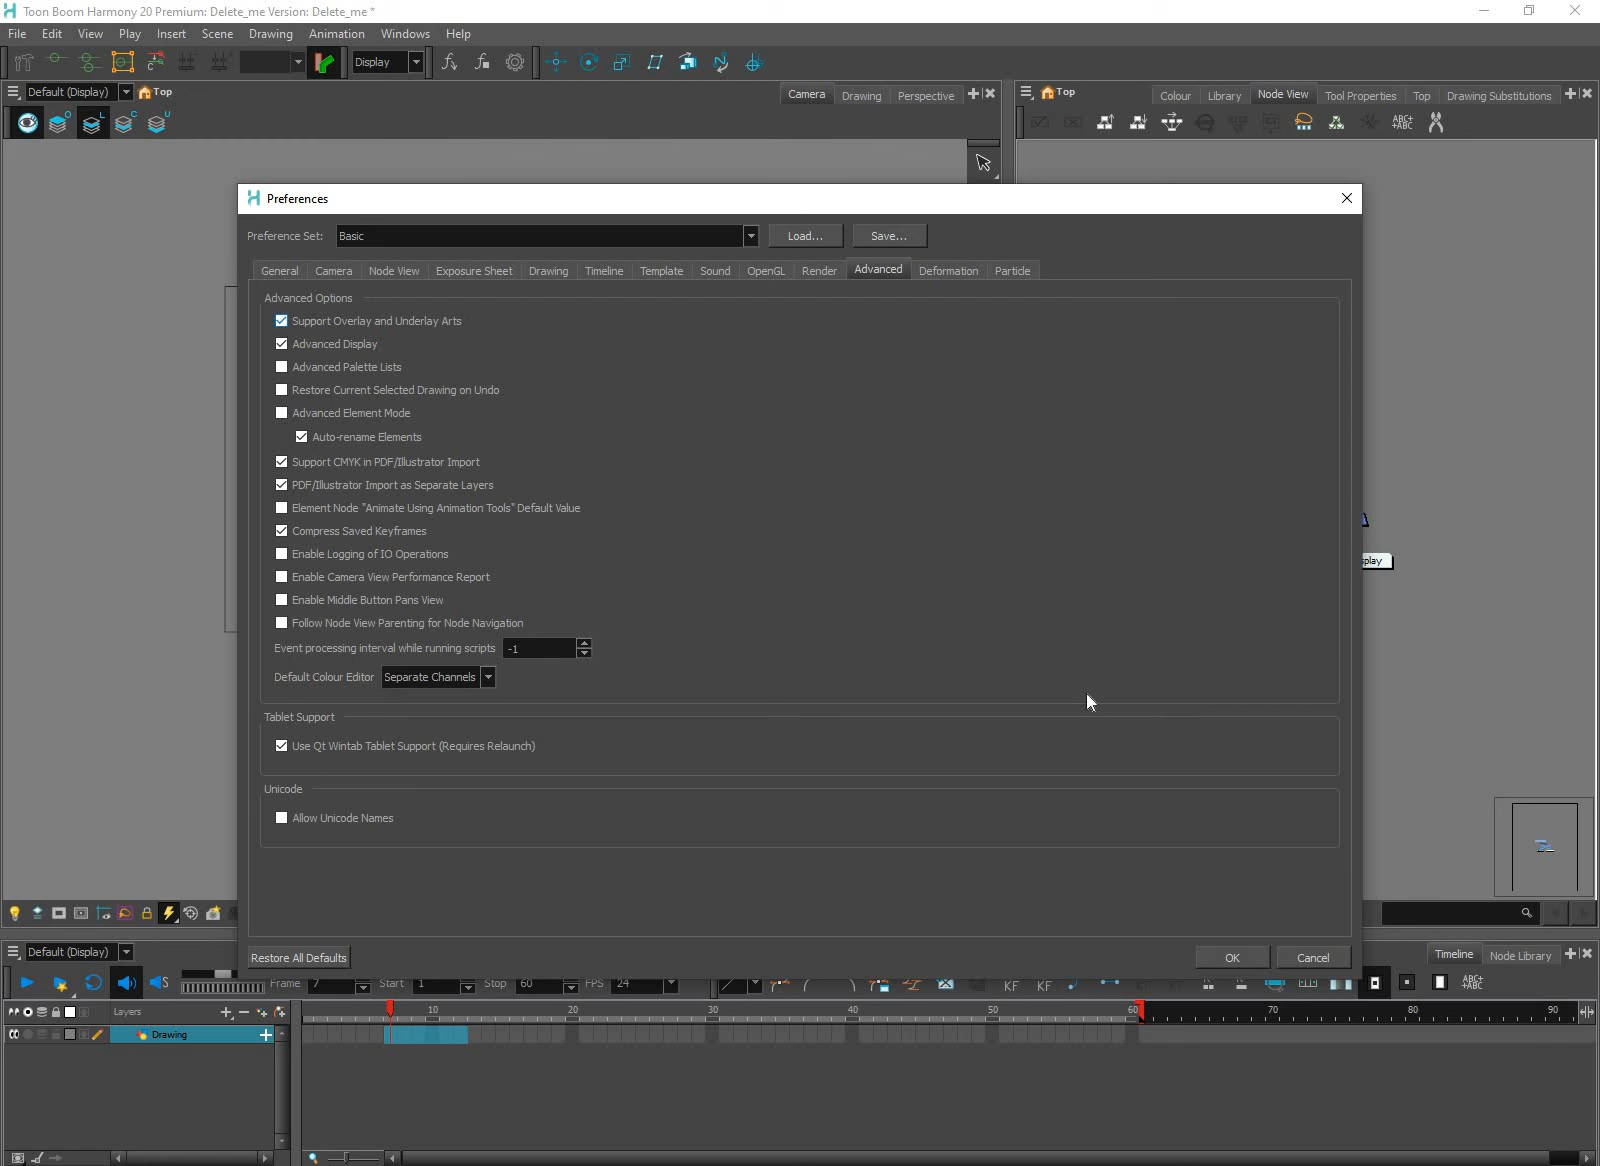 Toon Boom Harmony 20 Premium: Delete_me Version: Delete_me *
File Edit View Play Insert Scene Drawing Animation Windows Help
Display
Default (Display) Top Camera Drawing Perspective
Top Colour Library Node View Tool Properties Top Drawing Substitutions
O L C U
ABC+ABC
Preferences
Preference Set: Basic Load... Save...
General Camera Node View Exposure Sheet Drawing Timeline Template Sound OpenGL Render Advanced Deformation Particle
Advanced Options
Support Overlay and Underlay Arts
Advanced Display
Advanced Palette Lists
Restore Current Selected Drawing on Undo
Advanced Element Mode
Auto-rename Elements
Support CMYK in PDF/Illustrator Import
PDF/Illustrator Import as Separate Layers
Element Node "Animate Using Animation Tools" Default Value
Compress Saved Keyframes
Enable Logging of IO Operations
splay
Enable Camera View Performance Report
Enable Middle Button Pans View
Follow Node View Parenting for Node Navigation
Event processing interval while running scripts -1
Default Colour Editor Separate Channels
Tablet Support
Use Qt Wintab Tablet Support (Requires Relaunch)
Unicode
Allow Unicode Names
Restore All Defaults OK Cancel
Default (Display) Timeline Node Library
S Frame 7 Start 1 Stop 60 FPS 24 KF KF ABC+ABC
Layers 10 20 30 40 50 60 70 80 90
Drawing